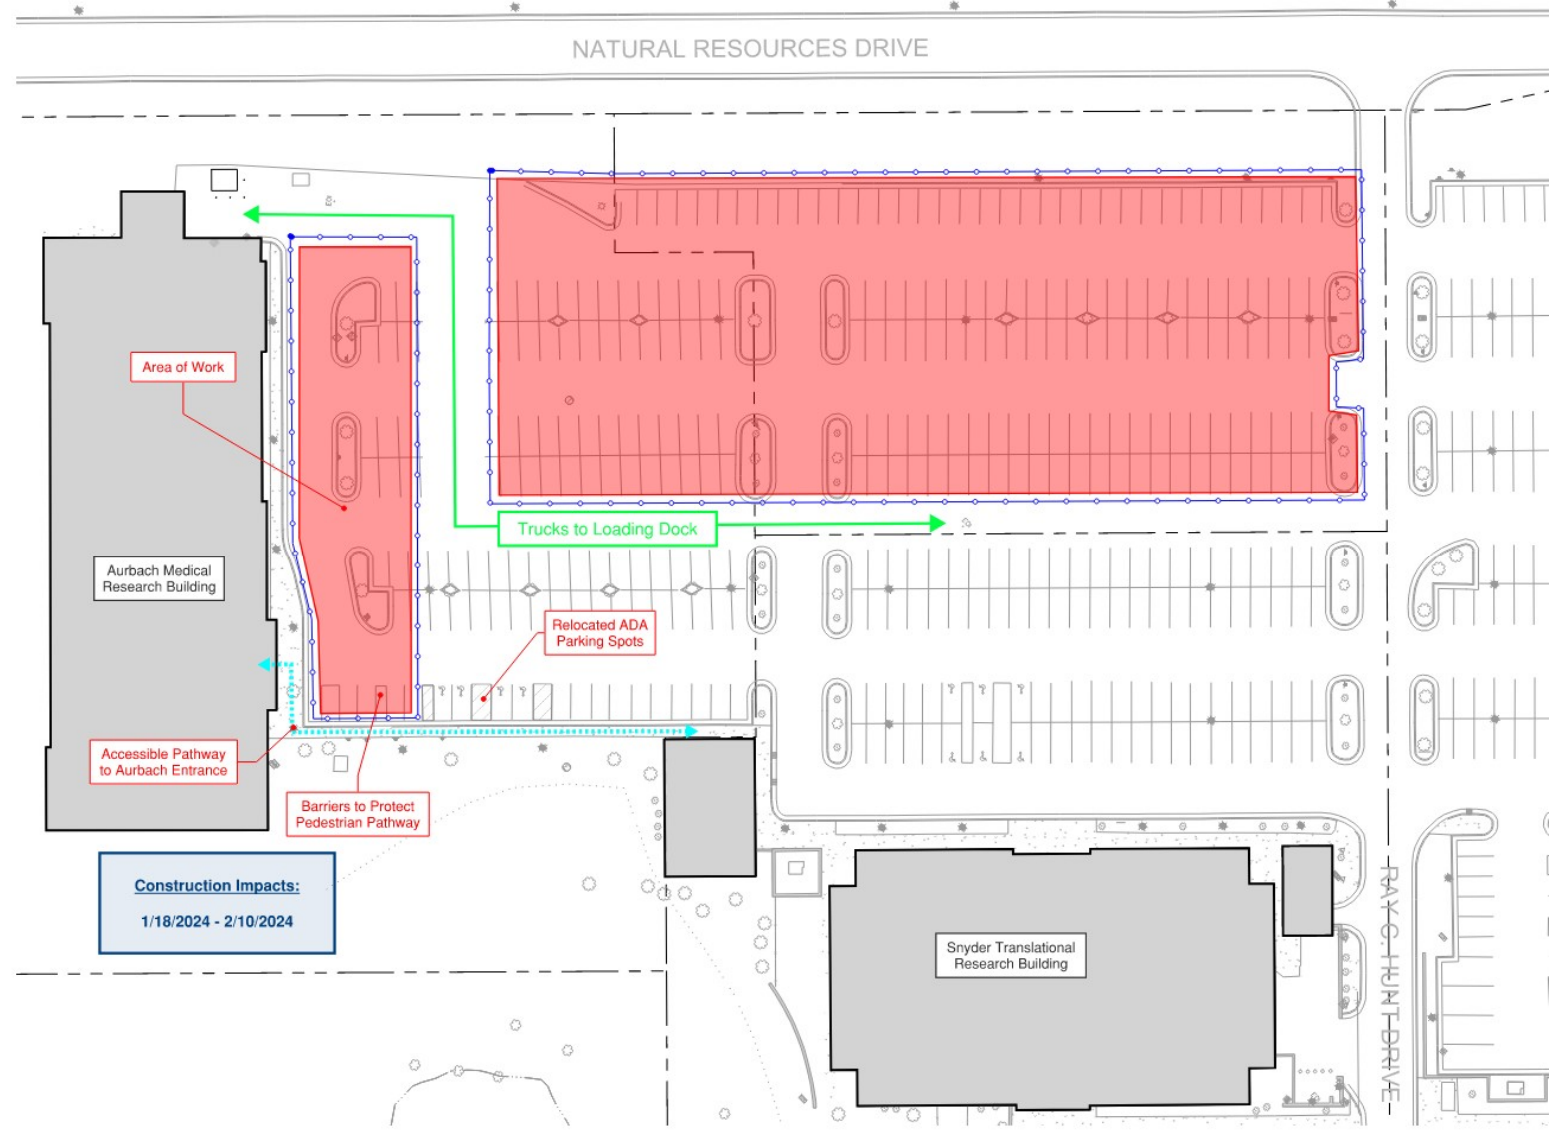 NATURAL RESOURCES DRIVE
Area of Work
Trucks to Loading Dock
Aurbach Medical
Research Building
Relocated ADA
Parking Spots
Accessible Pathway
to Aurbach Entrance
Barriers to Protect
Pedestrian Pathway
Construction Impacts:
1/18/2024 - 2/10/2024
Snyder Translational
Research Building
RAY C. HUNT DRIVE